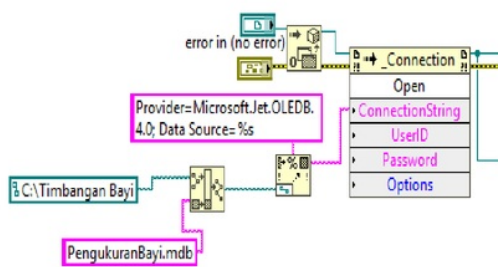 error in (no error)
_Connection
Open
ConnectionString
UserID
Password
Options
Provider=Microsoft.Jet.OLEDB.
4.0; Data Source= %s
C:\Timbangan Bayi
PengukuranBayi.mdb